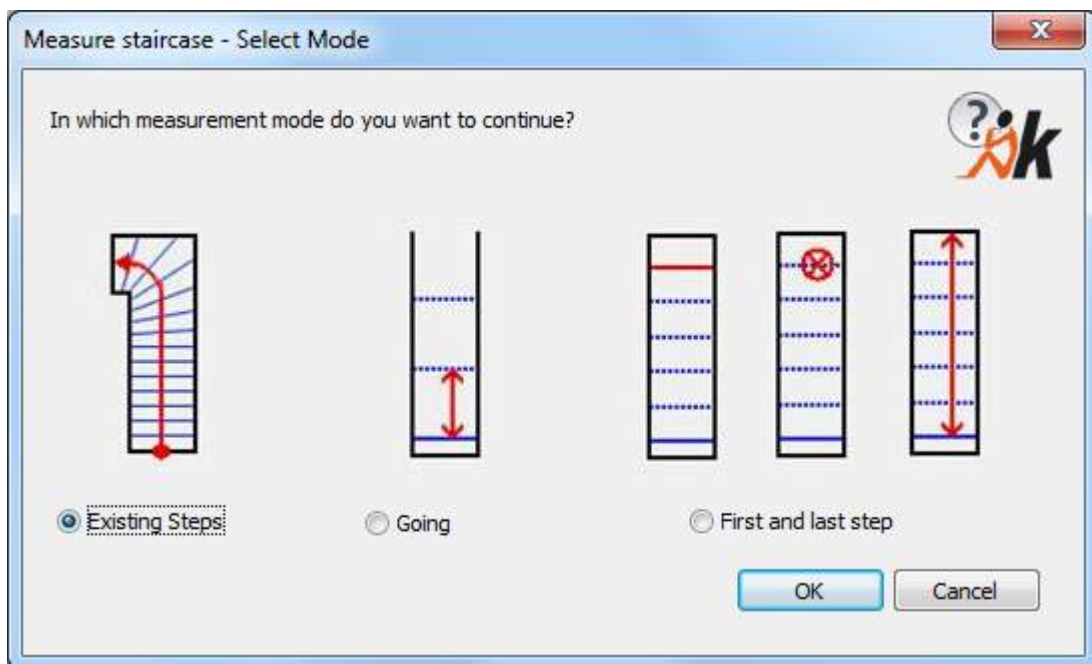 Measure staircase - Select Mode
In which measurement mode do you want to continue?
?
k
Existing Steps
Going
First and last step
OK
Cancel